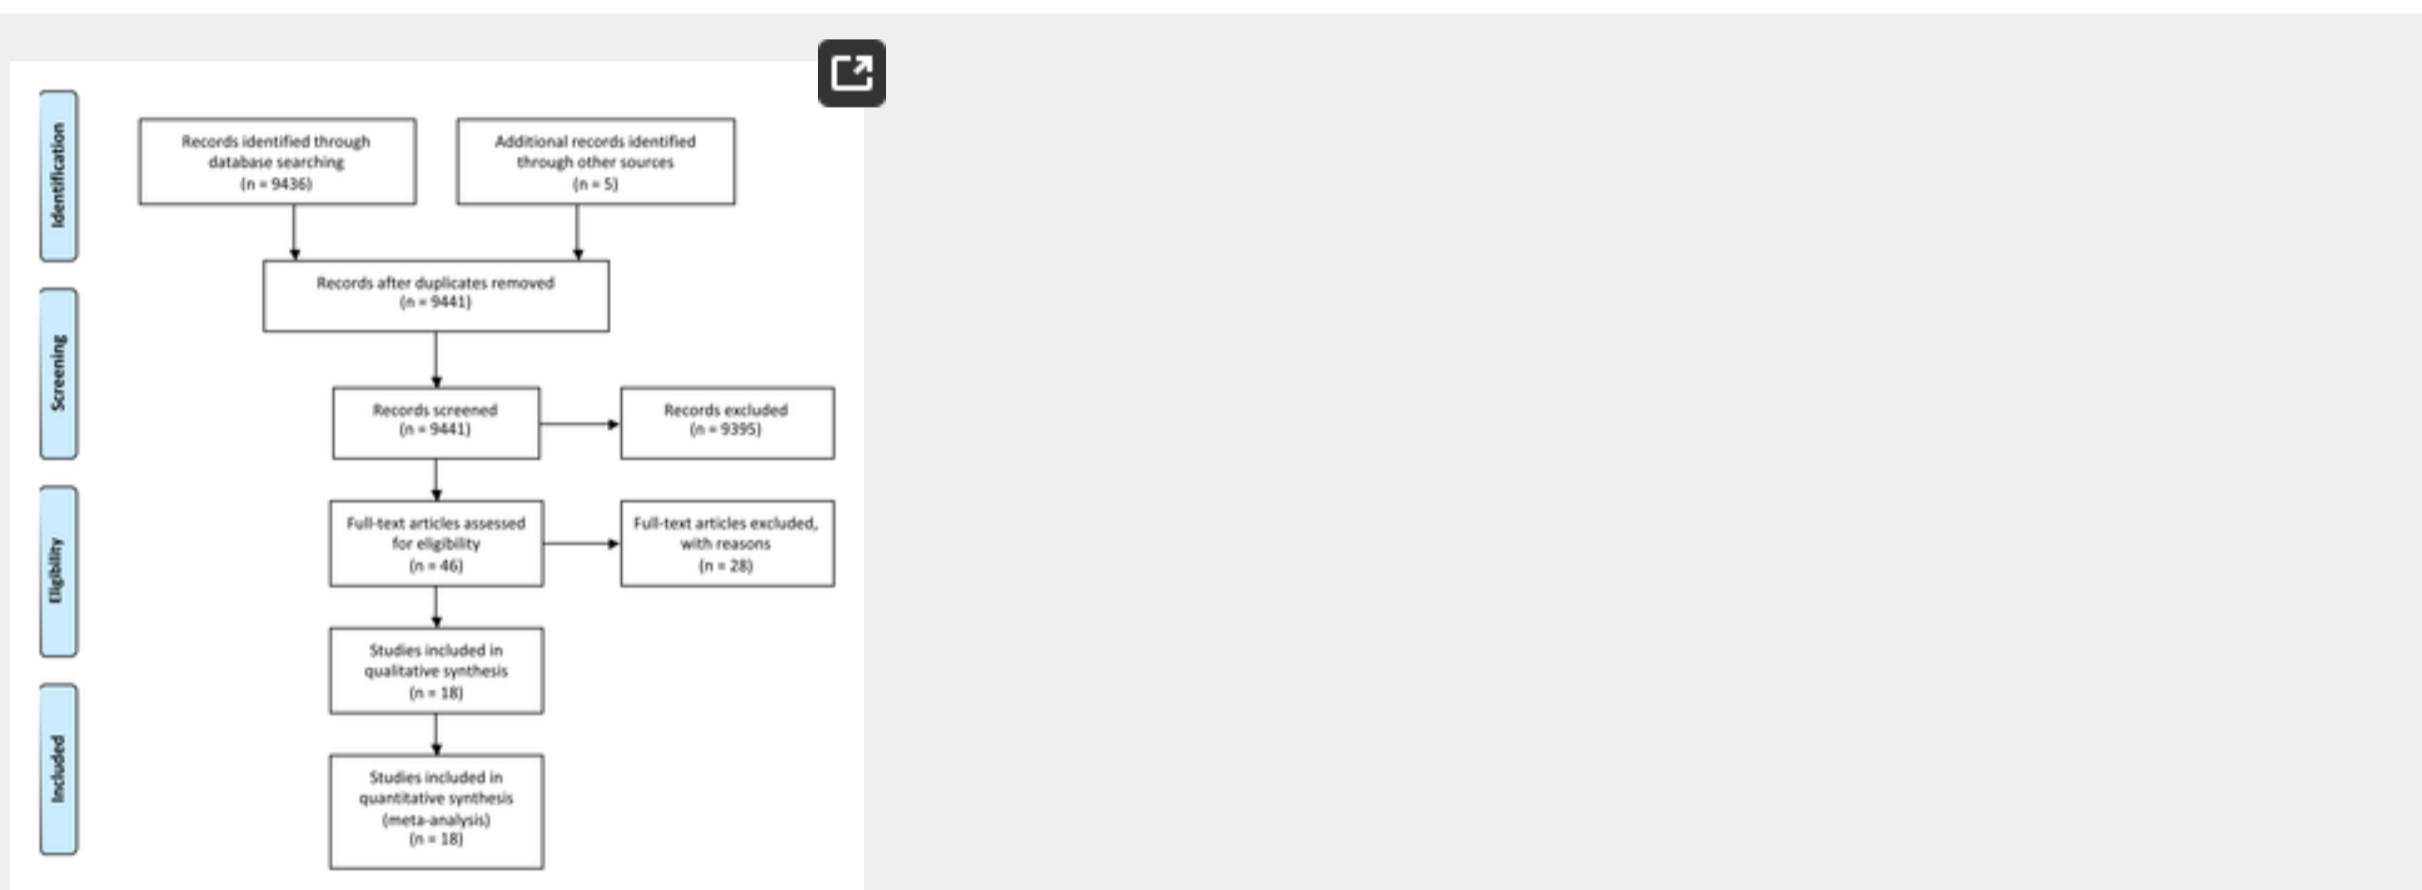 Identification
Records identified through
database searching
(n = 9436)
Additional records identified
through other sources
(n = 5)
Records after duplicates removed
(n = 9441)
Screening
Records screened
(n = 9441)
Records excluded
(n = 9395)
Eligibility
Full-text articles assessed
for eligibility
(n = 46)
Full-text articles excluded,
with reasons
(n = 28)
Studies included in
qualitative synthesis
(n = 18)
Included
Studies included in
quantitative synthesis
(meta-analysis)
(n = 18)